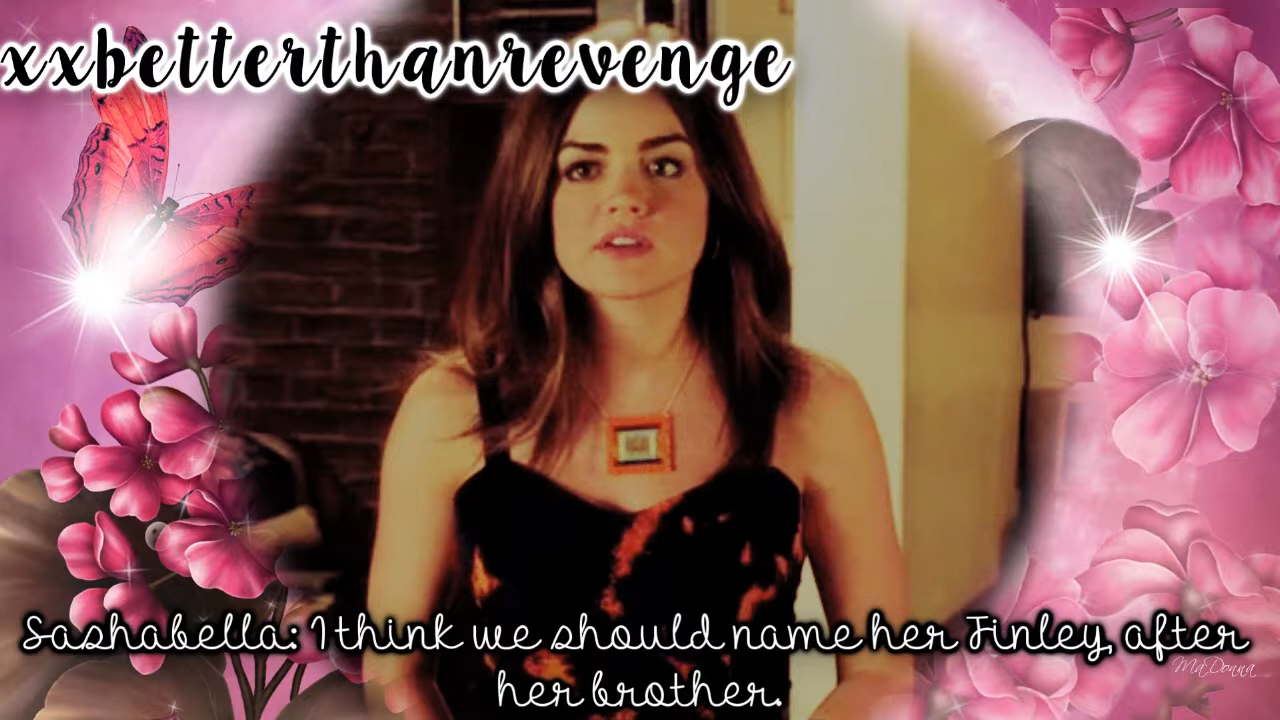 xxbetterthanrevenge
Sashabella: I think we should name her Finley, after
MaDonna
her brother.